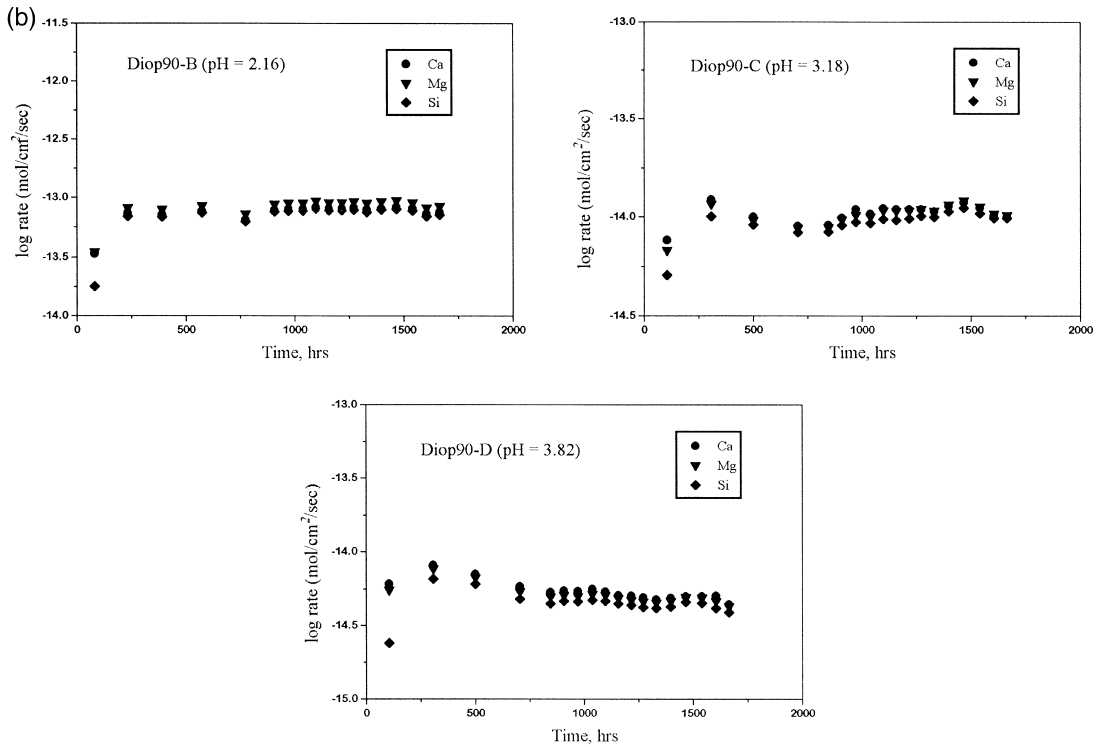 (b)
-11.5
-12.0
-12.5
-13.0
-13.5
-14.0
log rate (mol/cm²/sec)
Diop90-B (pH = 2.16)
Ca
Mg
Si
0
500
1000
1500
2000
Time, hrs
-13.0
-13.5
-14.0
-14.5
log rate (mol/cm²/sec)
Diop90-C (pH = 3.18)
Ca
Mg
Si
0
500
1000
1500
2000
Time, hrs
-13.0
-13.5
-14.0
-14.5
-15.0
log rate (mol/cm²/sec)
Diop90-D (pH = 3.82)
Ca
Mg
Si
0
500
1000
1500
2000
Time, hrs